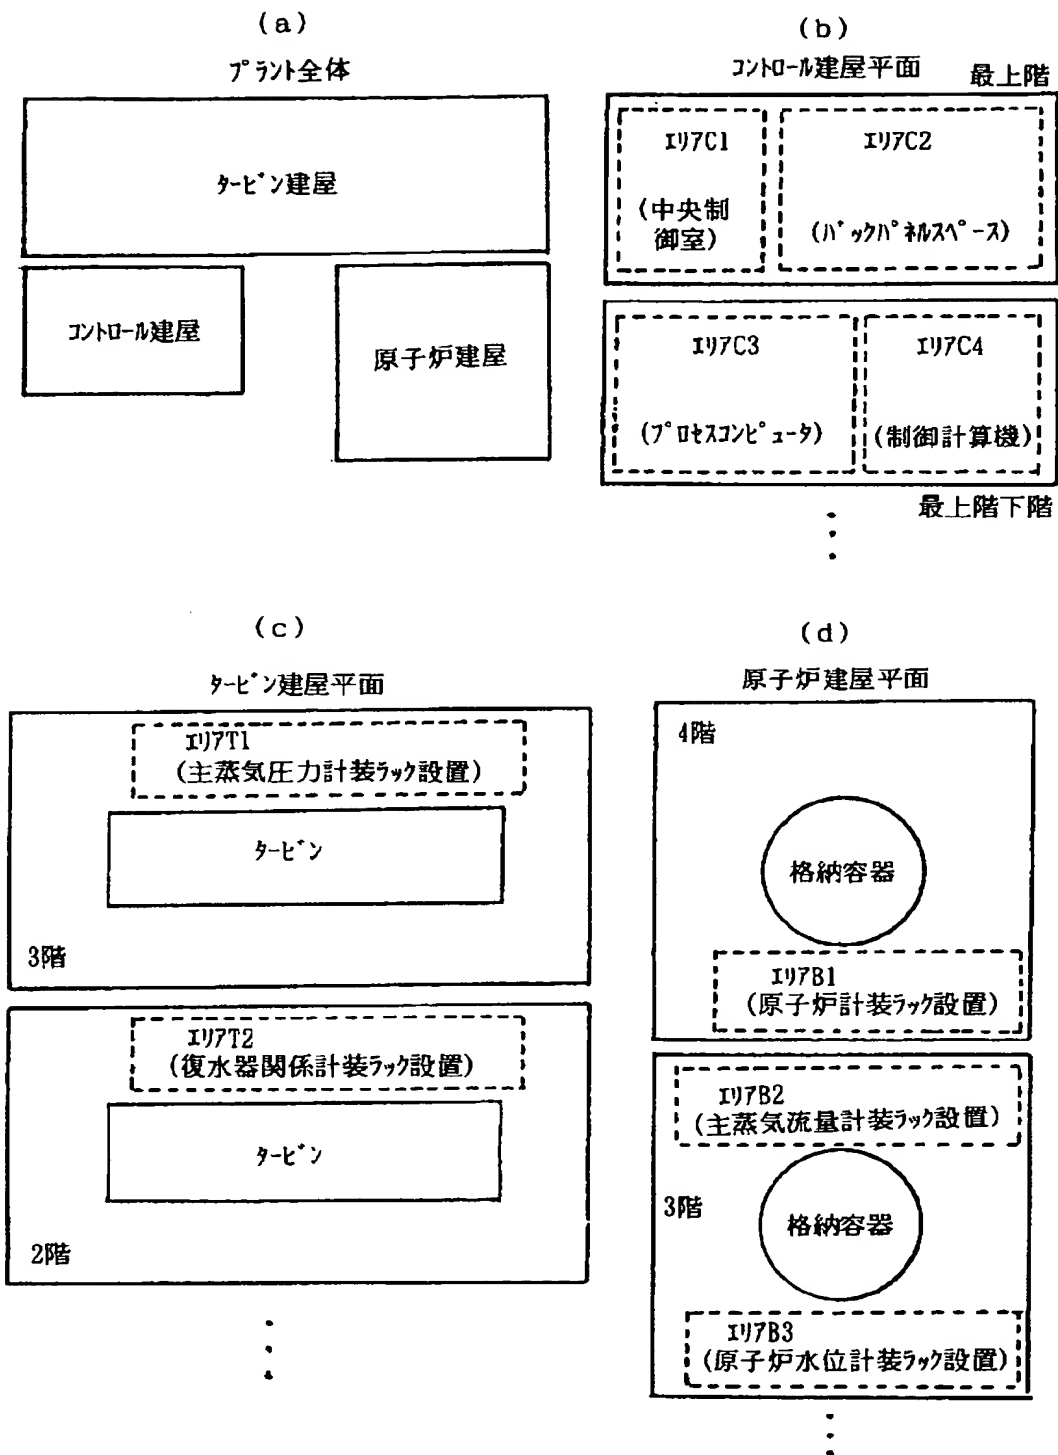 (a)
プラント全体
タービン建屋
コントロール建屋
原子炉建屋
(b)
コントロール建屋平面
最上階
エリアC1
(中央制
御室)
エリアC2
(バックパネルスペース)
エリアC3
(プロセスコンピュータ)
エリアC4
(制御計算機)
最上階下階
(c)
タービン建屋平面
エリアT1
(主蒸気圧力計装ラック設置)
タービン
3階
エリアT2
(復水器関係計装ラック設置)
タービン
2階
(d)
原子炉建屋平面
4階
格納容器
エリアB1
(原子炉計装ラック設置)
エリアB2
(主蒸気流量計装ラック設置)
3階
格納容器
エリアB3
(原子炉水位計装ラック設置)